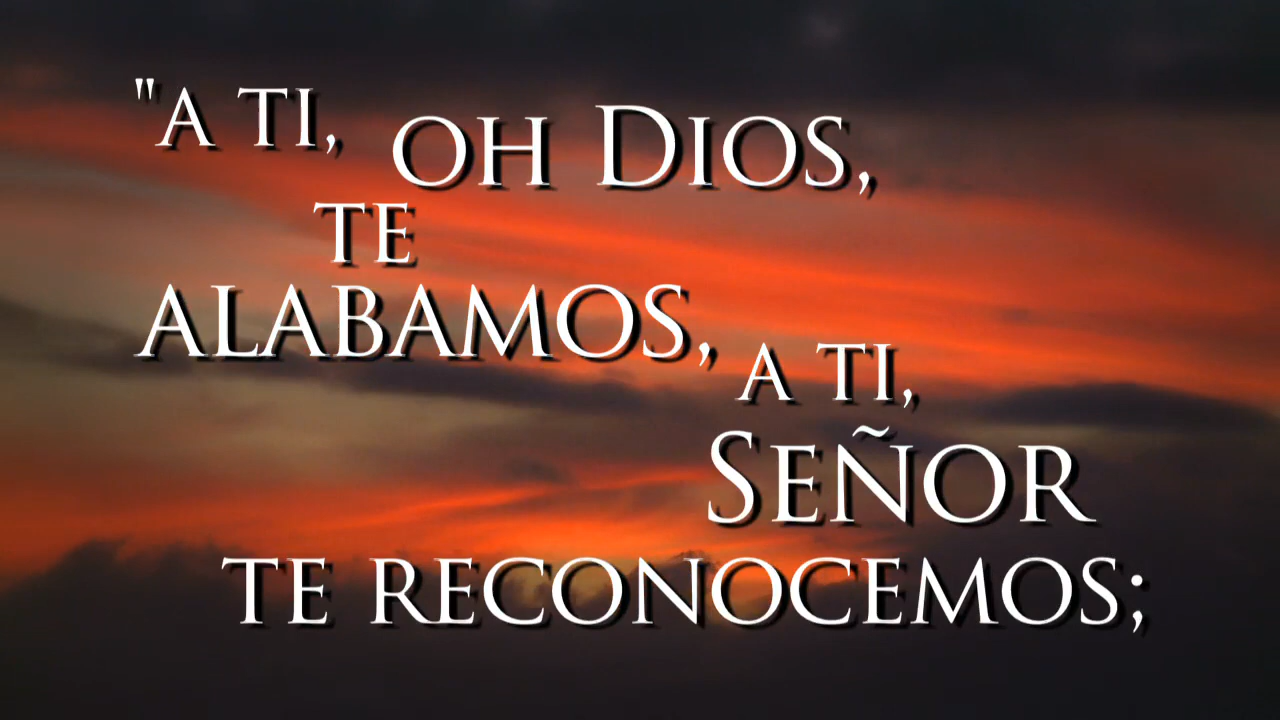 "A TI, OH DIOS,
TE
ALABAMOS, A TI,
SEÑOR
TE RECONOCEMOS;